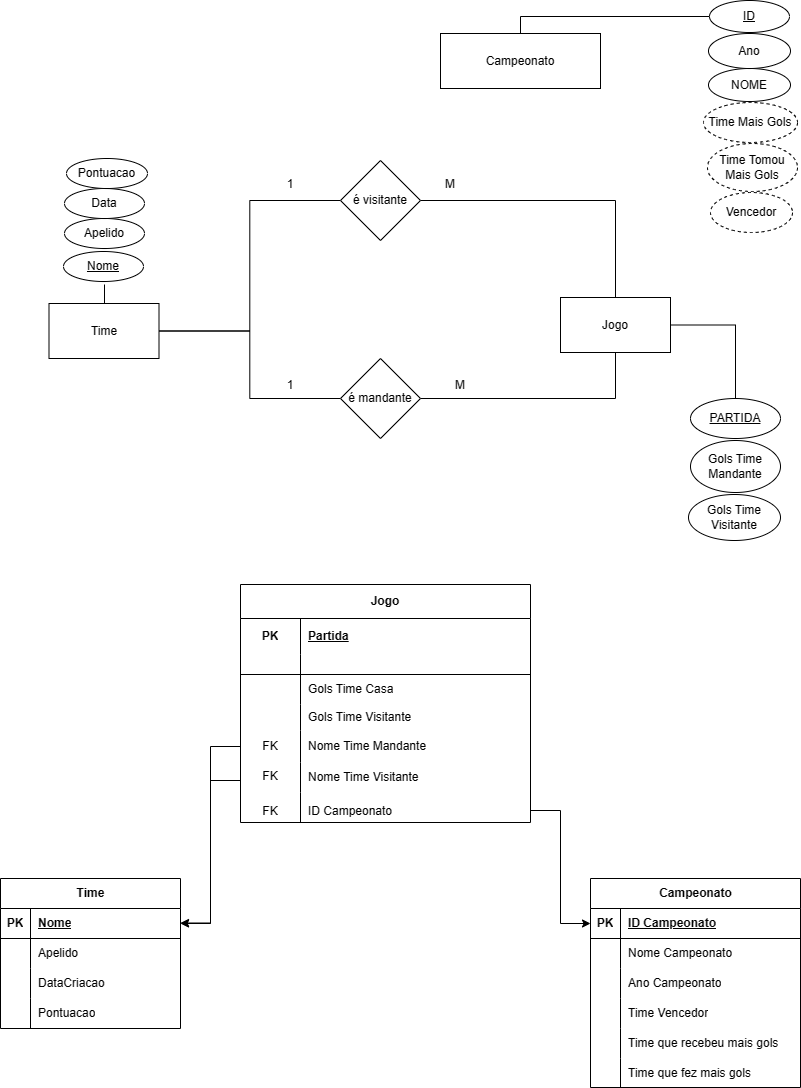 ID
Campeonato
Ano
NOME
Time Mais Gols
Time Tomou
Mais Gols
Vencedor
Pontuacao
Data
Apelido
Nome
Time
1
é visitante
M
Jogo
1
é mandante
M
PARTIDA
Gols Time
Mandante
Gols Time
Visitante
Jogo
PK Partida
Gols Time Casa
Gols Time Visitante
FK Nome Time Mandante
FK Nome Time Visitante
FK ID Campeonato
Time
PK Nome
Apelido
DataCriacao
Pontuacao
Campeonato
PK ID Campeonato
Nome Campeonato
Ano Campeonato
Time Vencedor
Time que recebeu mais gols
Time que fez mais gols